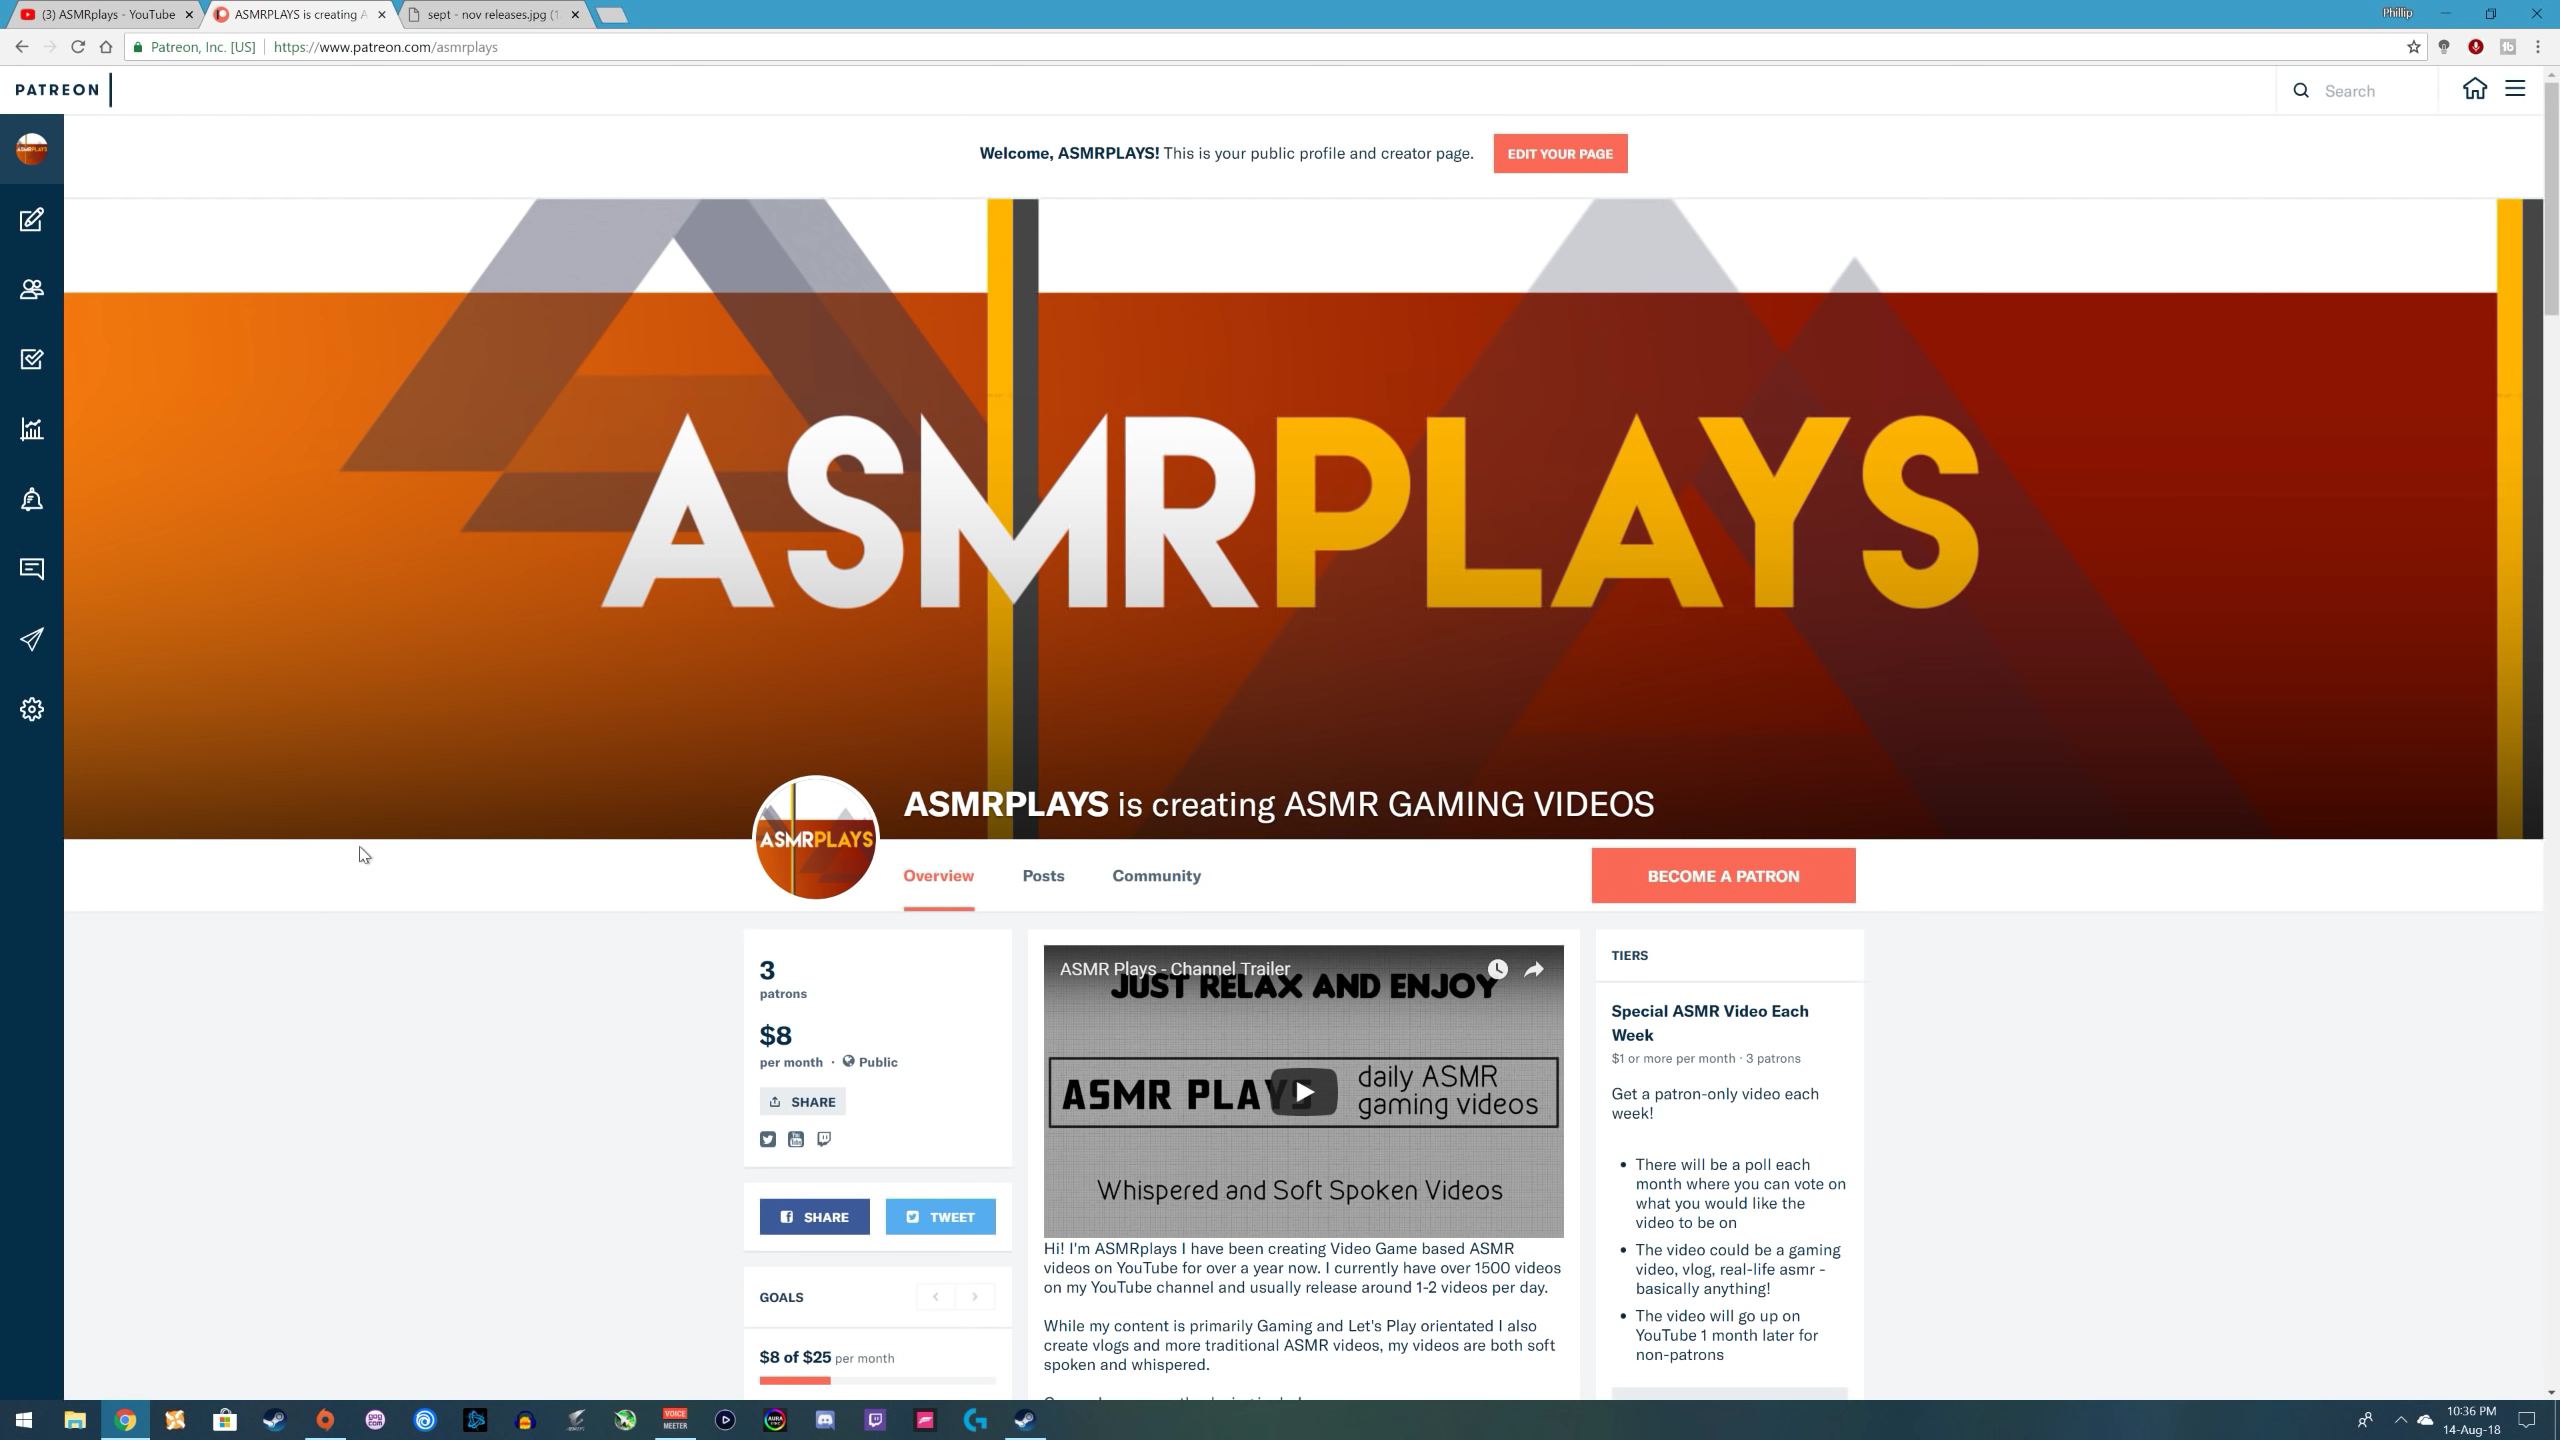 (3) ASMRplays - YouTube
ASMRPLAYS is creating A
sept - nov releases.jpg (1
Phillip
Patreon, Inc. [US]
https://www.patreon.com/asmrplays
PATREON
Search
ASMRPLAYS
Welcome, ASMRPLAYS! This is your public profile and creator page.
EDIT YOUR PAGE
ASMRPLAYS
ASMRPLAYS
ASMRPLAYS is creating ASMR GAMING VIDEOS
Overview
Posts
Community
BECOME A PATRON
3
patrons
$8
per month · Public
SHARE
SHARE
TWEET
GOALS
$8 of $25 per month
ASMR Plays - Channel Trailer
JUST RELAX AND ENJOY
ASMR PLAYS
daily ASMR
gaming videos
Whispered and Soft Spoken Videos
Hi! I'm ASMRplays I have been creating Video Game based ASMR
videos on YouTube for over a year now. I currently have over 1500 videos
on my YouTube channel and usually release around 1-2 videos per day.
While my content is primarily Gaming and Let's Play orientated I also
create vlogs and more traditional ASMR videos, my videos are both soft
spoken and whispered.
TIERS
Special ASMR Video Each
Week
$1 or more per month · 3 patrons
Get a patron-only video each
week!
• There will be a poll each
month where you can vote on
what you would like the
video to be on
• The video could be a gaming
video, vlog, real-life asmr -
basically anything!
• The video will go up on
YouTube 1 month later for
non-patrons
VOICE
MEETER
10:36 PM
14-Aug-18